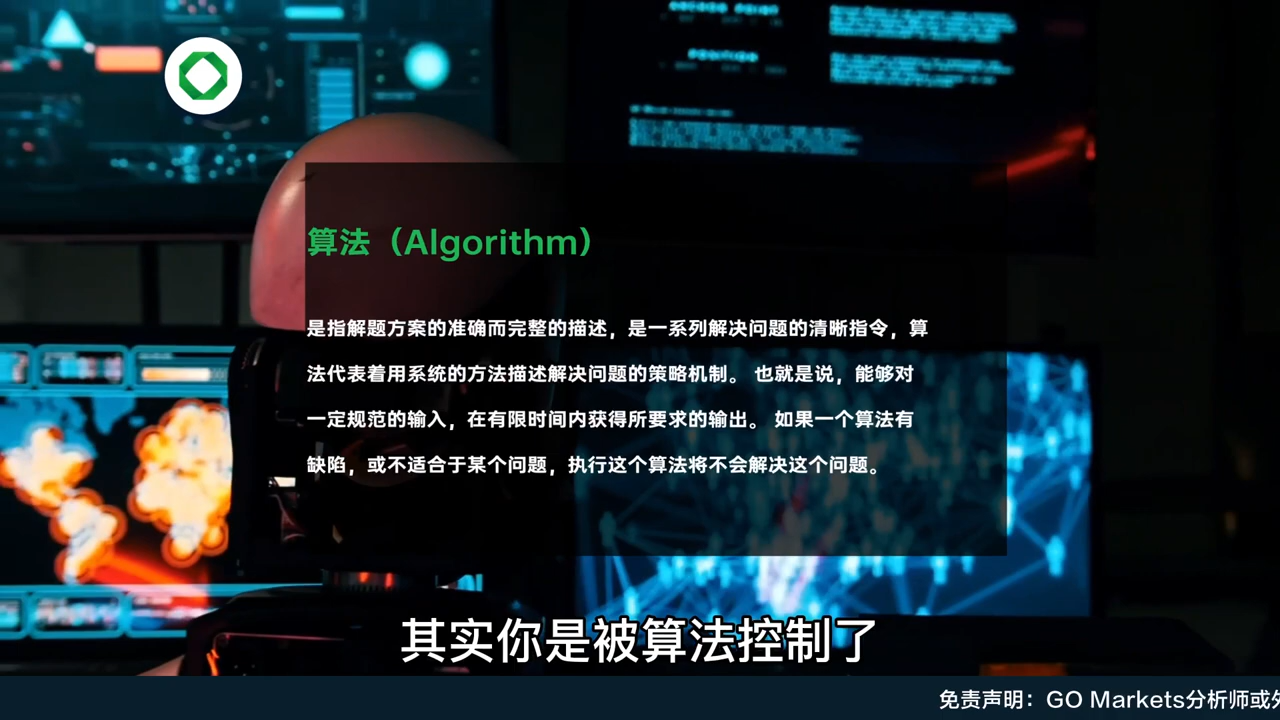 算法（Algorithm）
是指解题方案的准确而完整的描述，是一系列解决问题的清晰指令，算
法代表着用系统的方法描述解决问题的策略机制。 也就是说，能够对
一定规范的输入，在有限时间内获得所要求的输出。 如果一个算法有
缺陷，或不适合于某个问题，执行这个算法将不会解决这个问题。
其实你是被算法控制了
免责声明：GO Markets分析师或